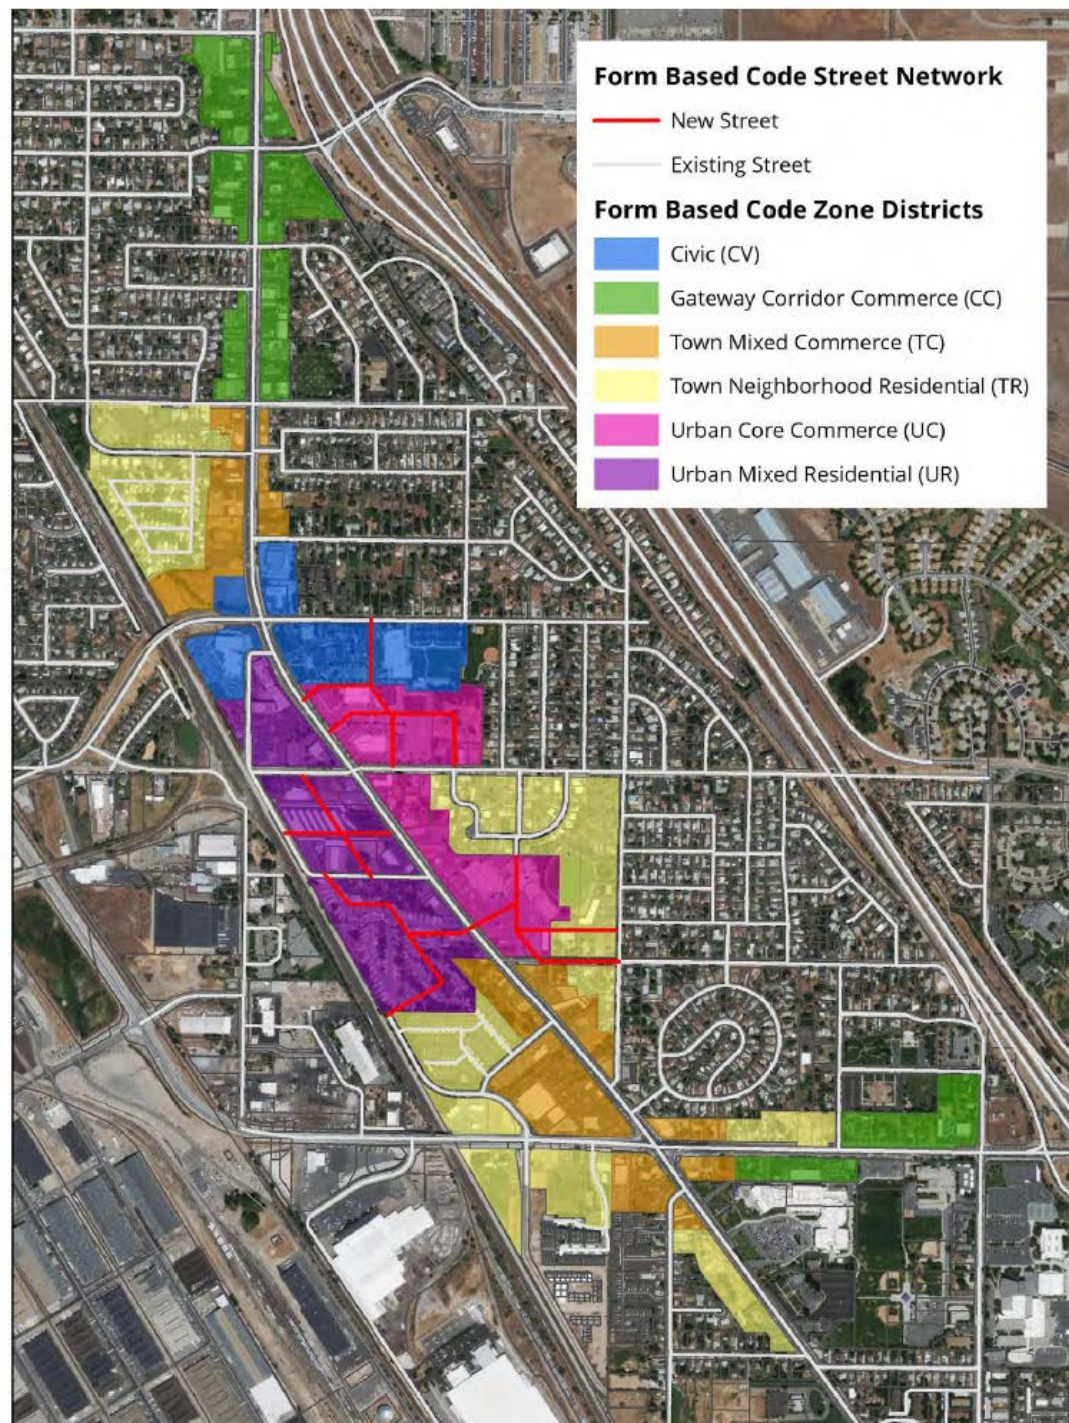 Form Based Code Street Network
New Street
Existing Street
Form Based Code Zone Districts
Civic (CV)
Gateway Corridor Commerce (CC)
Town Mixed Commerce (TC)
Town Neighborhood Residential (TR)
Urban Core Commerce (UC)
Urban Mixed Residential (UR)